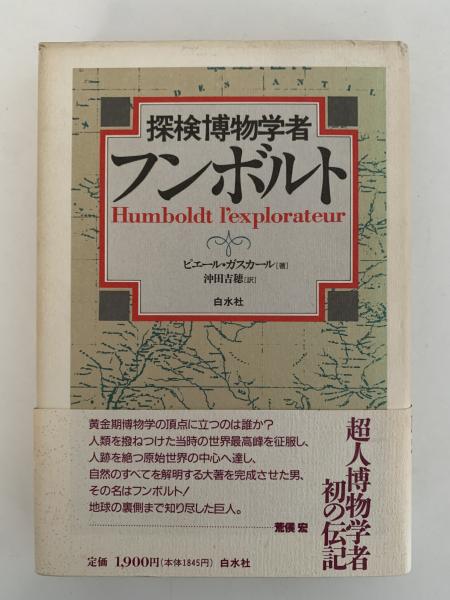 DES ANTIL
探検博物学者
フンボルト
Humboldt l'explorateur
ピエール・ガスカール[著]
沖田吉穂[訳]
白水社
黄金期博物学の頂点に立つのは誰か?
人類を撥ねつけた当時の世界最高峰を征服し、
人跡を絶つ原始世界の中心へ達し、
自然のすべてを解明する大著を完成させた男、
その名はフンボルト!
地球の裏側まで知り尽した巨人。
荒俣 宏
超人博物学者
初の伝記
定価 1,900円(本体1845円) 白水社